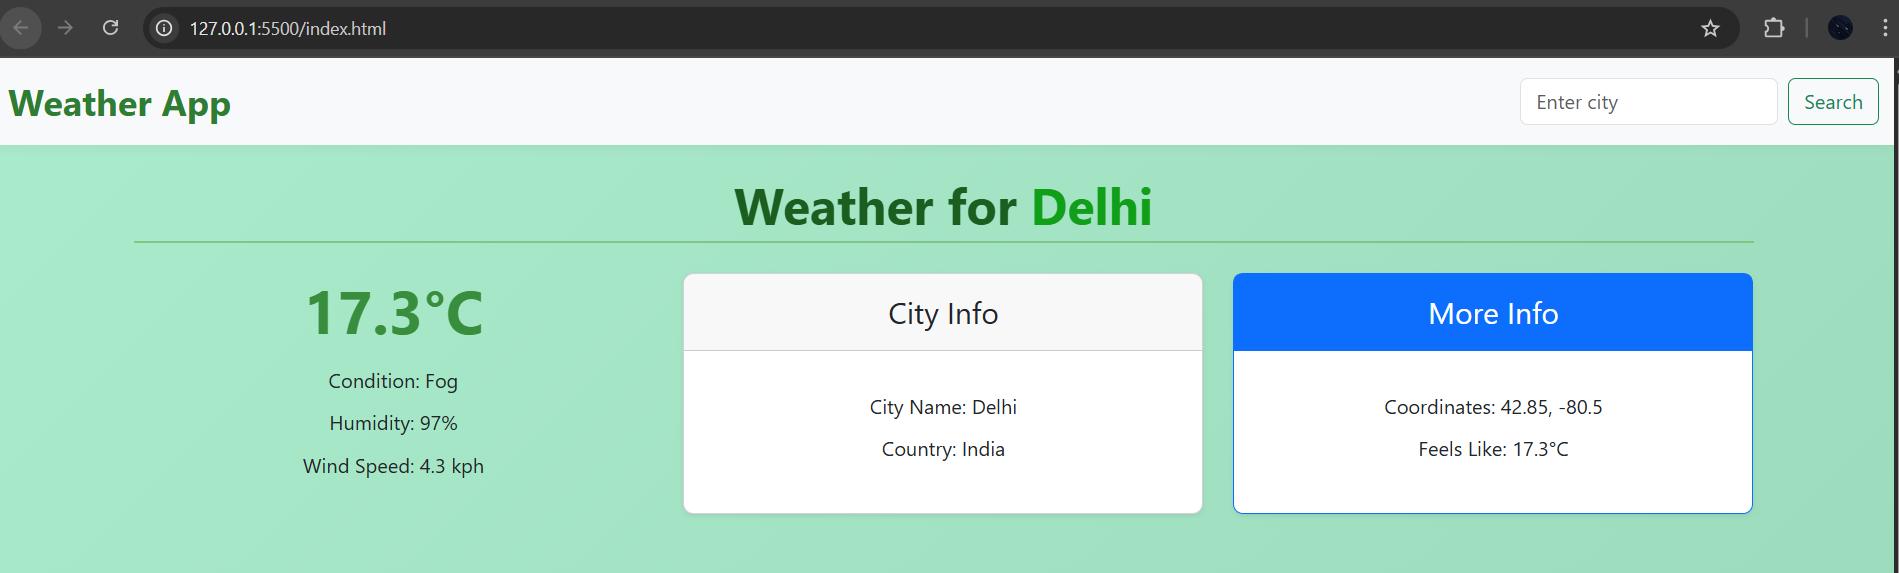 127.0.0.1:5500/index.html
Weather App
Enter city
Search
Weather for Delhi
17.3°C
Condition: Fog
Humidity: 97%
Wind Speed: 4.3 kph
City Info
City Name: Delhi
Country: India
More Info
Coordinates: 42.85, -80.5
Feels Like: 17.3°C